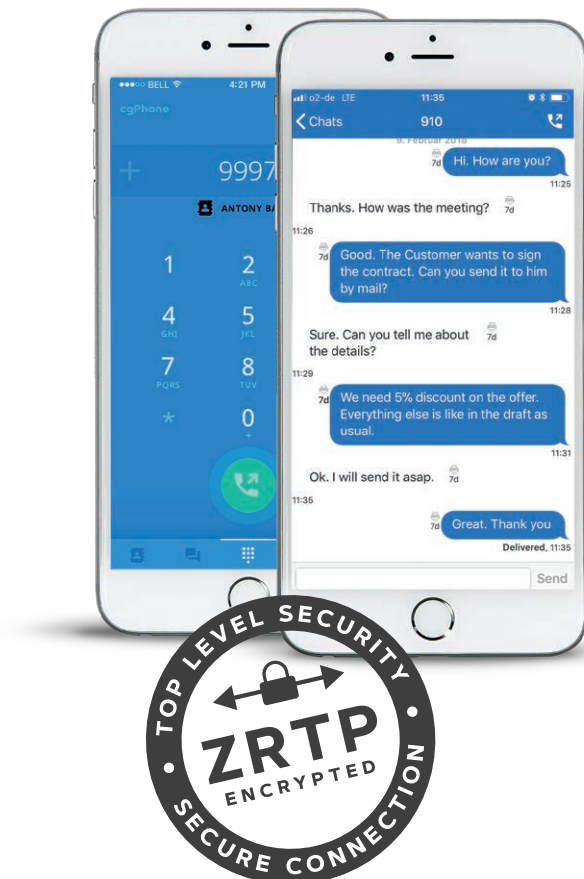 BELL
4:21 PM
cgPhone
+
9997
ANTONY BA
1
2
ABC
4
GHI
5
JKL
7
PQRS
8
TUV
*
0
+
o2-de LTE
11:35
Chats
910
9. Februar 2018
7d
Hi. How are you?
11:25
Thanks. How was the meeting?
7d
11:26
7d
Good. The Customer wants to sign
the contract. Can you send it to him
by mail?
11:28
Sure. Can you tell me about
the details?
7d
11:29
7d
We need 5% discount on the offer.
Everything else is like in the draft as
usual.
11:31
Ok. I will send it asap.
7d
11:35
7d
Great. Thank you
Delivered, 11:35
Send
TOP LEVEL SECURITY
ZRTP
ENCRYPTED
SECURE CONNECTION